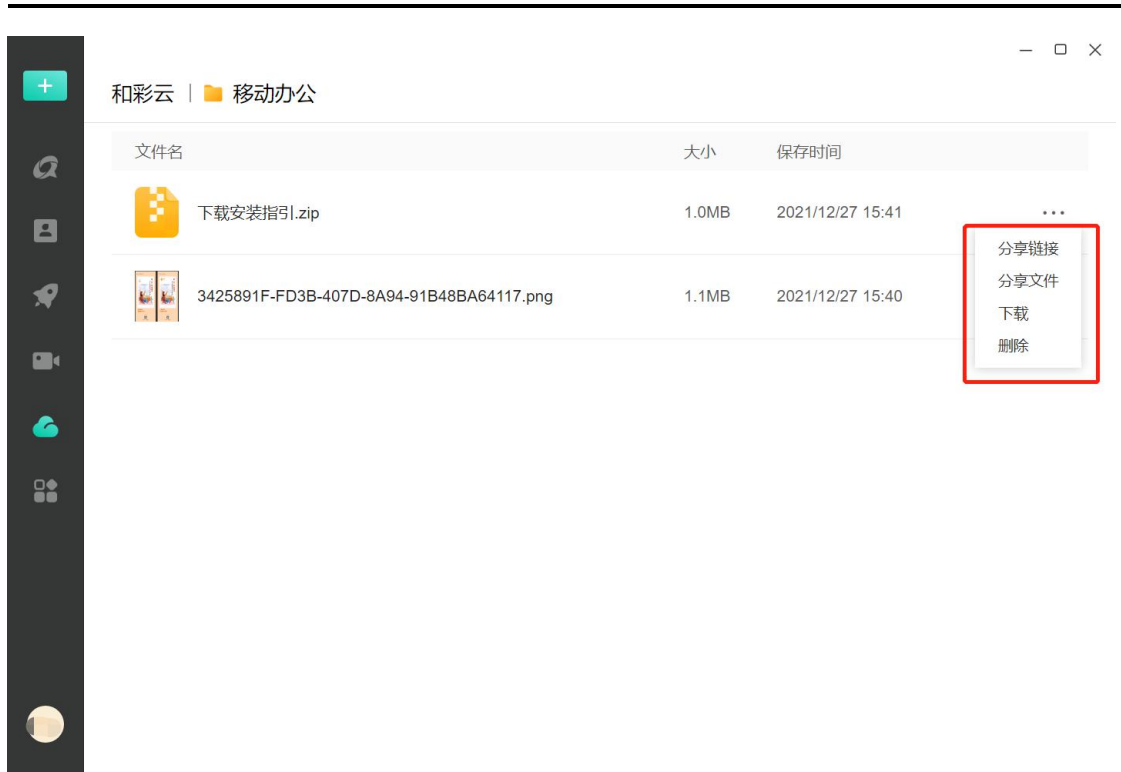 和彩云 | 移动办公
文件名 大小 保存时间
下载安装指引.zip 1.0MB 2021/12/27 15:41 ···
分享链接
分享文件
3425891F-FD3B-407D-8A94-91B48BA64117.png 1.1MB 2021/12/27 15:40
下载
删除